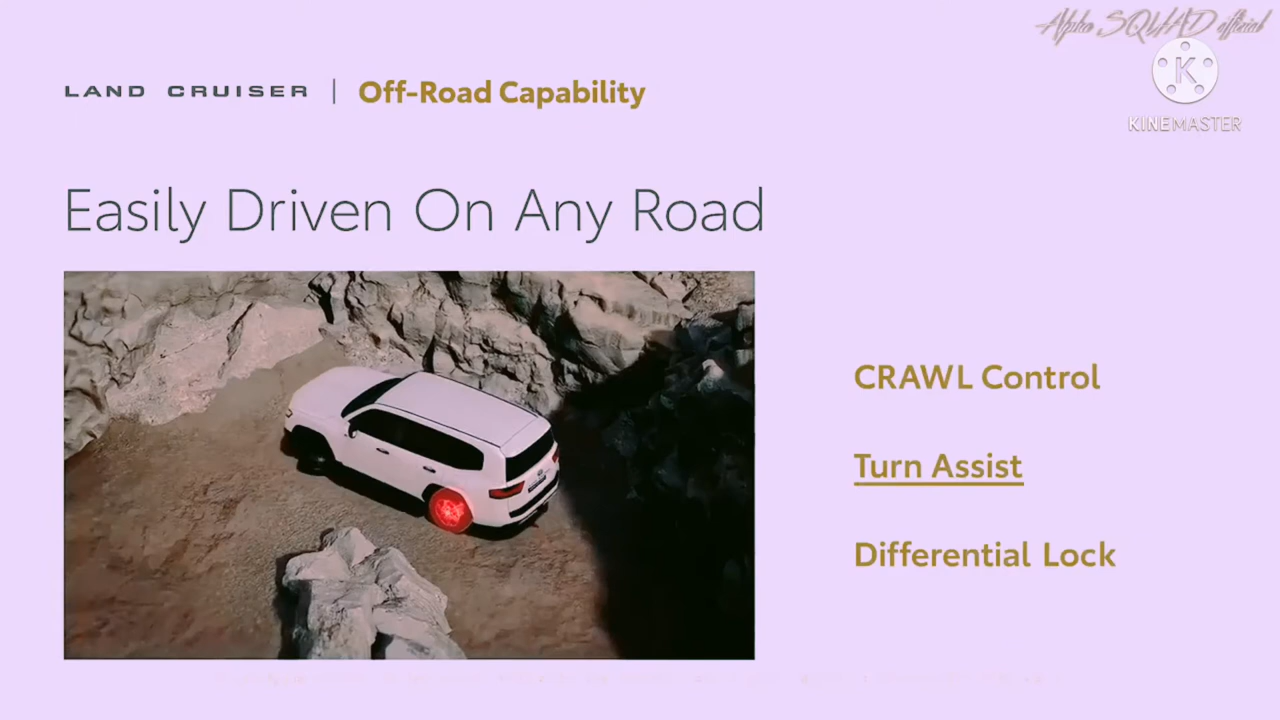 Alpha SQUAD official
LAND CRUISER | Off-Road Capability
KINEMASTER
Easily Driven On Any Road
CRAWL Control
Turn Assist
Differential Lock